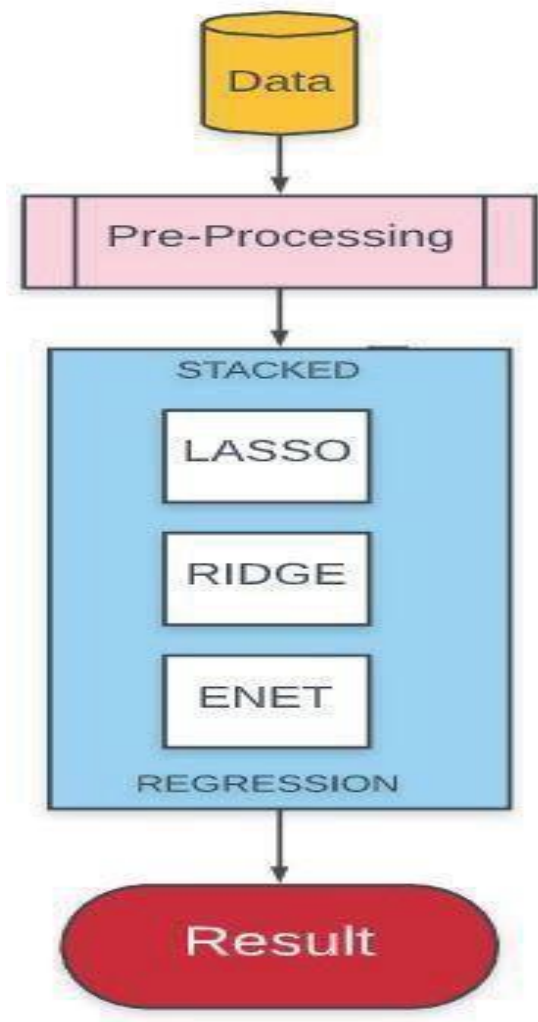 Data
Pre-Processing
STACKED
LASSO
RIDGE
ENET
REGRESSION
Result